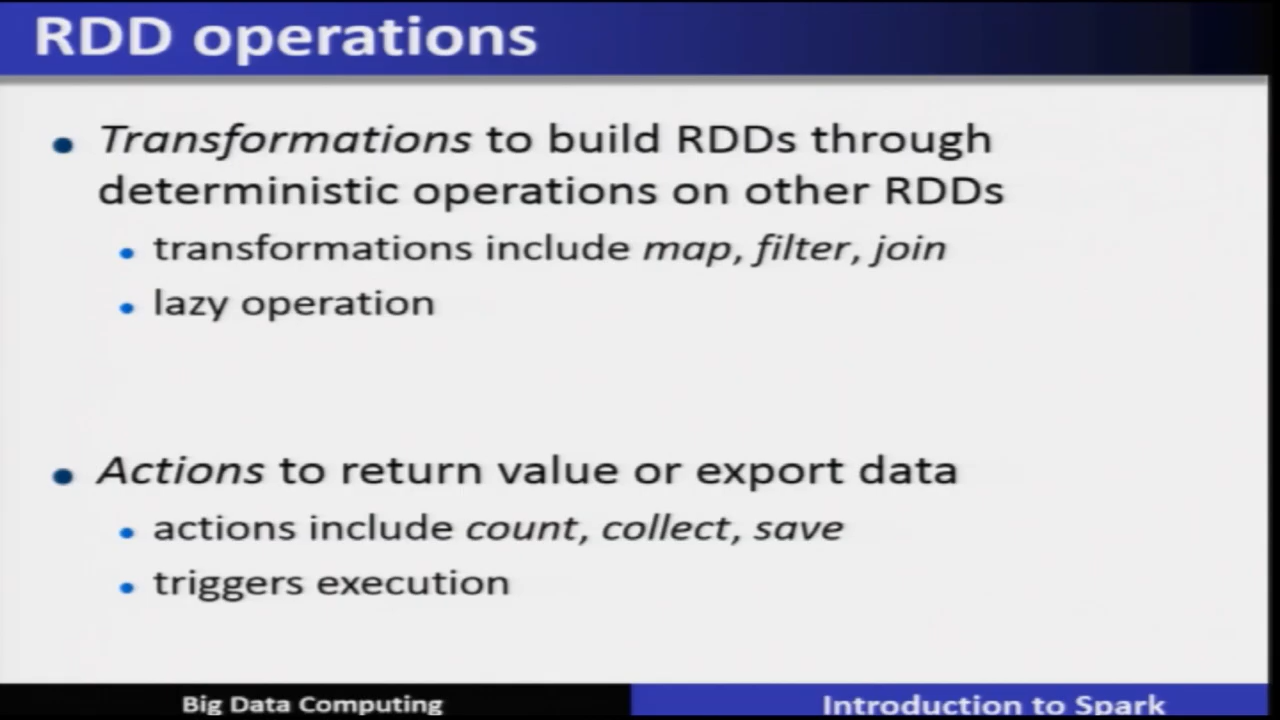 RDD operations
• Transformations to build RDDs through
deterministic operations on other RDDs
• transformations include map, filter, join
• lazy operation
• Actions to return value or export data
• actions include count, collect, save
• triggers execution
Big Data Computing
Introduction to Spark